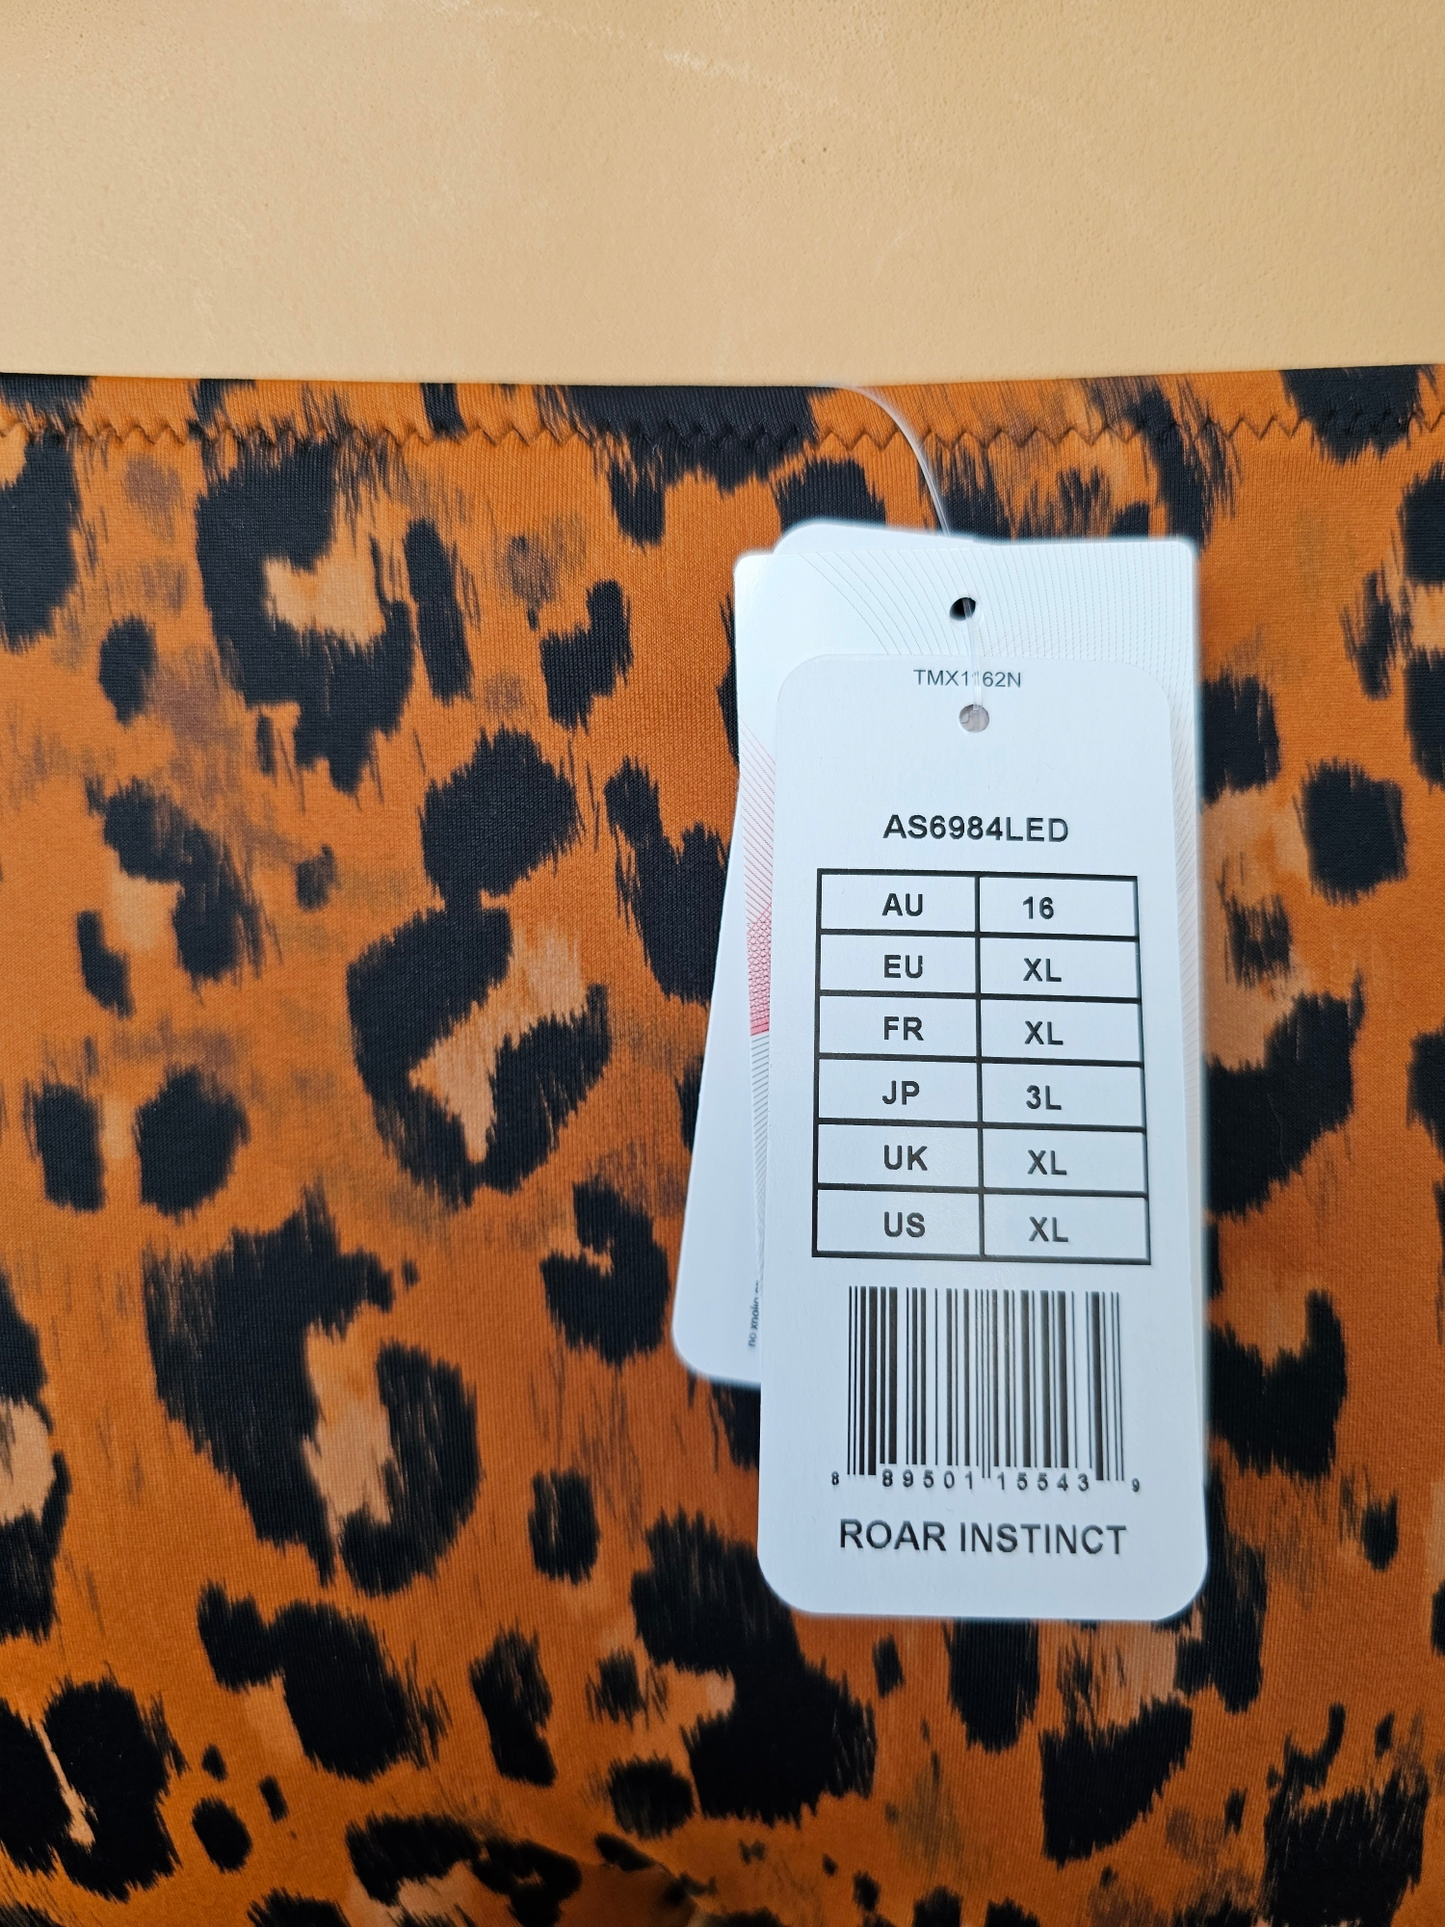 TMX1162N
AS6984LED
AU 16
EU XL
FR XL
JP 3L
UK XL
US XL
8 89501 15543 9
ROAR INSTINCT